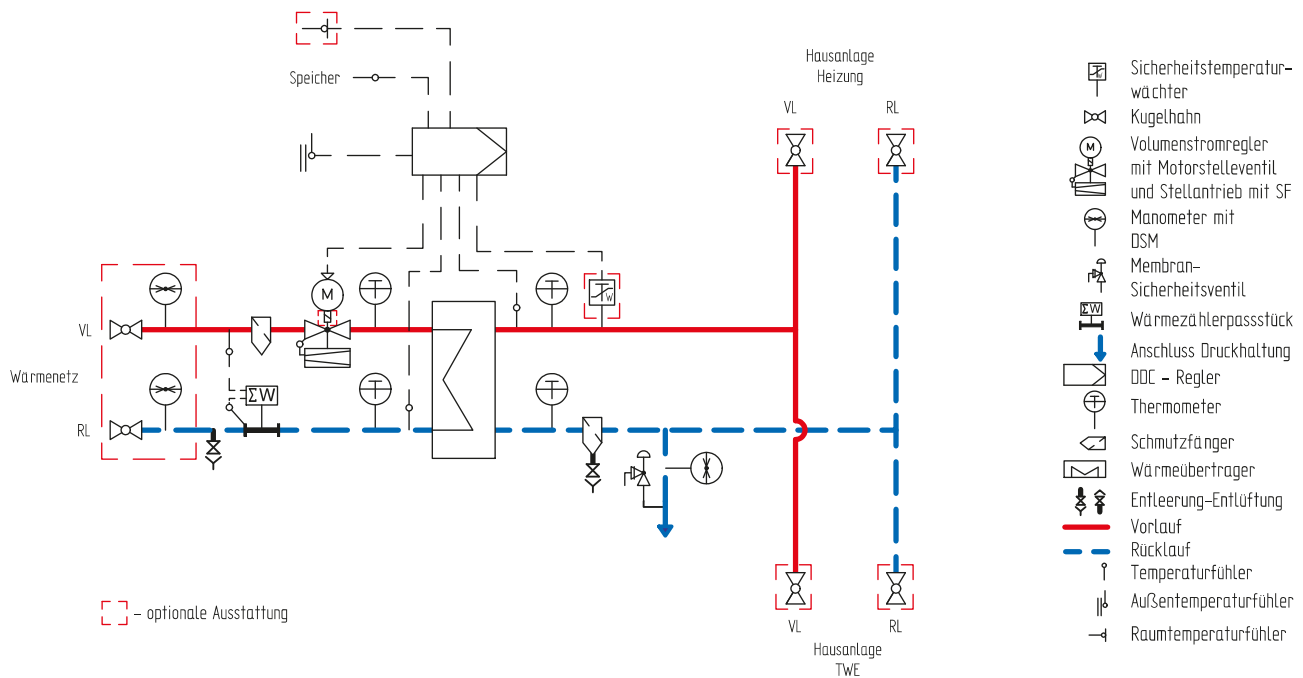 Speicher
Hausanlage
Heizung
VL
RL
M
W
VL
Wärmenetz
ΣW
RL
VL
RL
Hausanlage
TWE
- optionale Ausstattung
W
Sicherheitstemperatur-
wächter
Kugelhahn
M
Volumenstromregler
mit Motorstelleventil
und Stellantrieb mit SF
Manometer mit
DSM
Membran-
Sicherheitsventil
ΣW
Wärmezählerpassstück
Anschluss Druckhaltung
DDC - Regler
Thermometer
Schmutzfänger
Wärmeübertrager
Entleerung-Entlüftung
Vorlauf
Rücklauf
Temperaturfühler
Außentemperaturfühler
Raumtemperaturfühler